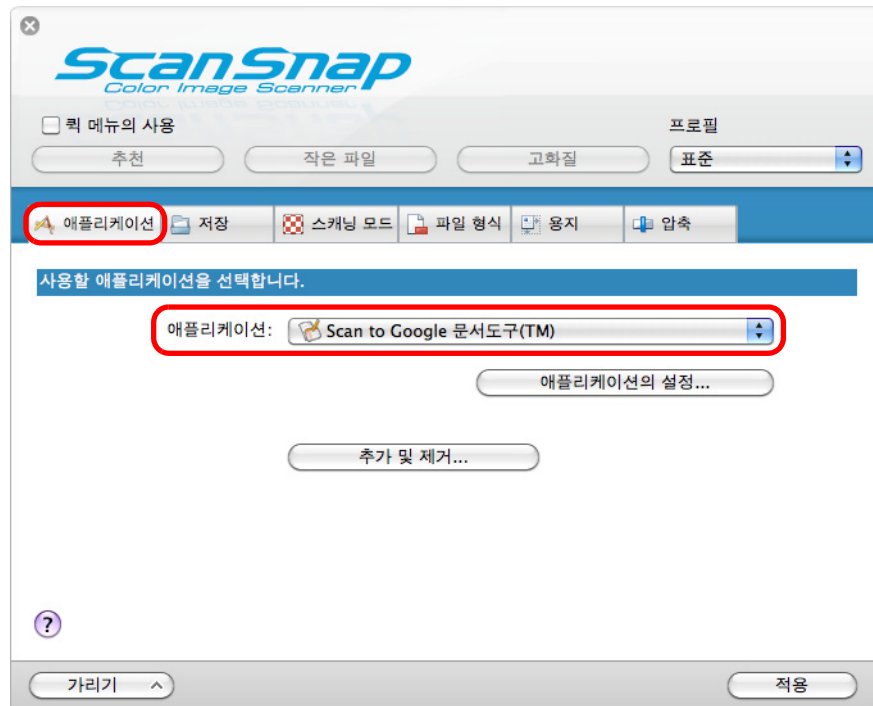 ScanSnap
Color Image Scanner
퀵 메뉴의 사용
프로필
추천
작은 파일
고화질
표준
애플리케이션
저장
스캐닝 모드
파일 형식
용지
압축
사용할 애플리케이션을 선택합니다.
애플리케이션: Scan to Google 문서도구(TM)
애플리케이션의 설정...
추가 및 제거...
?
가리기
적용